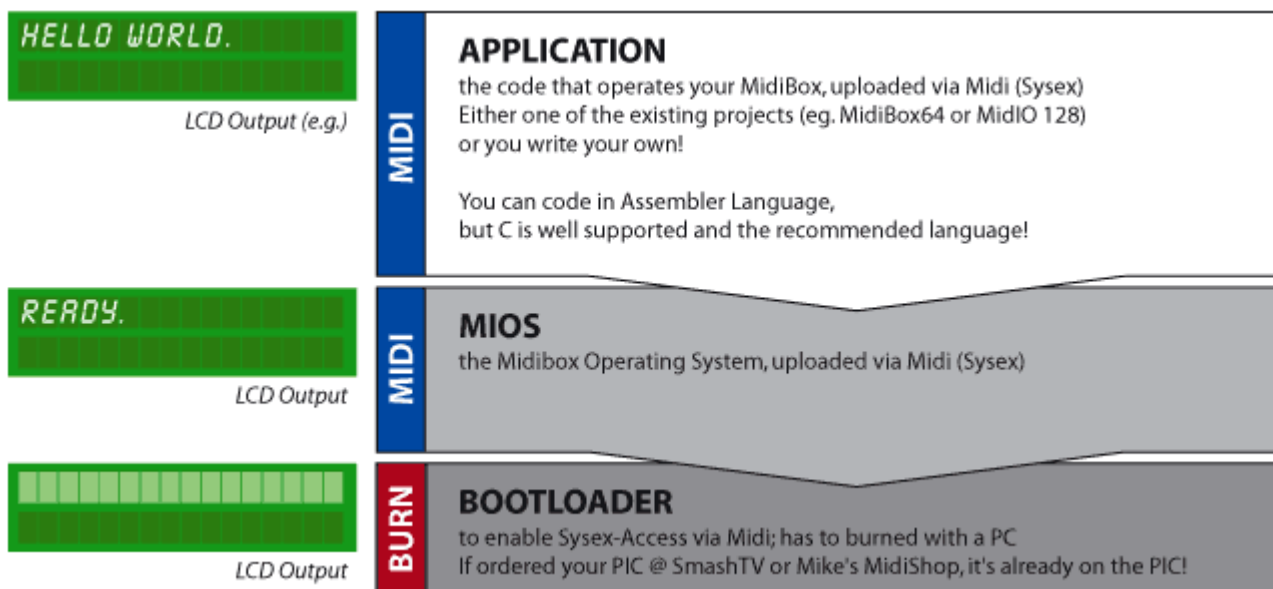 HELLO WORLD.
LCD Output (e.g.)
MIDI
APPLICATION
the code that operates your MidiBox, uploaded via Midi (Sysex)
Either one of the existing projects (eg. MidiBox64 or MidIO 128)
or you write your own!
You can code in Assembler Language,
but C is well supported and the recommended language!
READY.
LCD Output
MIDI
MIOS
the Midibox Operating System, uploaded via Midi (Sysex)
LCD Output
BURN
BOOTLOADER
to enable Sysex-Access via Midi; has to burned with a PC
If ordered your PIC @ SmashTV or Mike's MidiShop, it's already on the PIC!